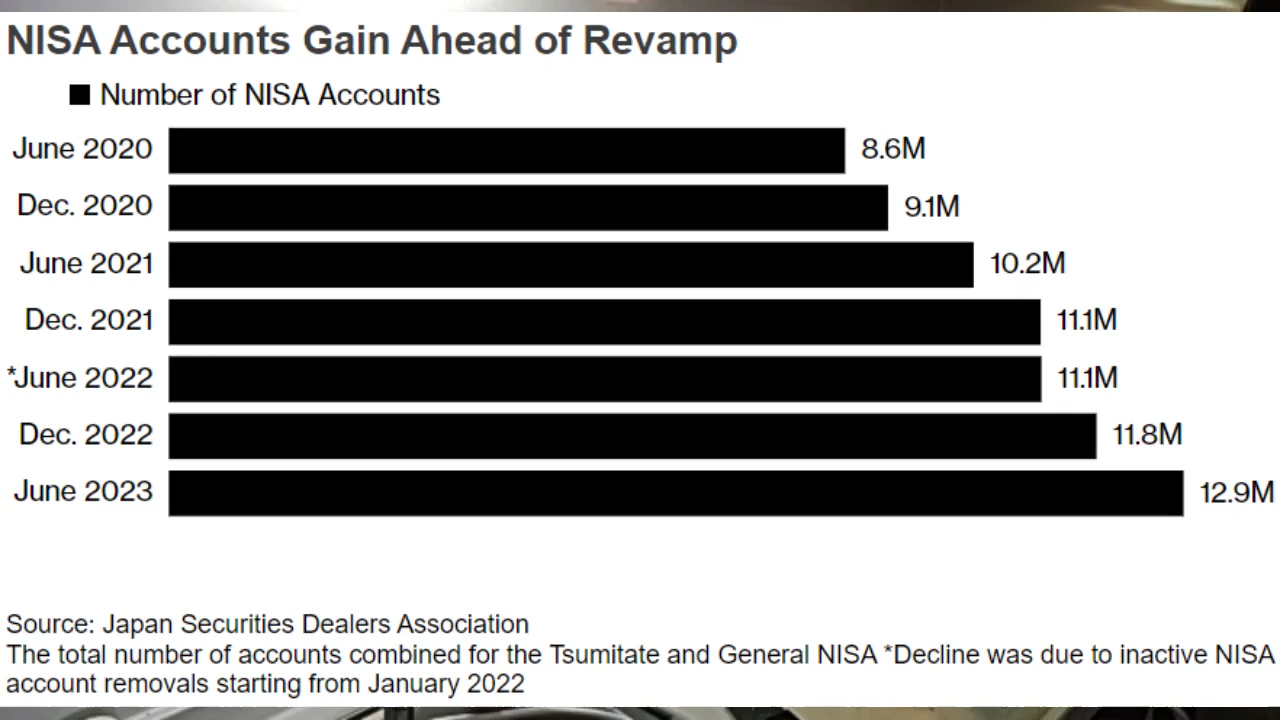 NISA Accounts Gain Ahead of Revamp
Number of NISA Accounts
June 2020 8.6M
Dec. 2020 9.1M
June 2021 10.2M
Dec. 2021 11.1M
*June 2022 11.1M
Dec. 2022 11.8M
June 2023 12.9M
Source: Japan Securities Dealers Association
The total number of accounts combined for the Tsumitate and General NISA *Decline was due to inactive NISA
account removals starting from January 2022